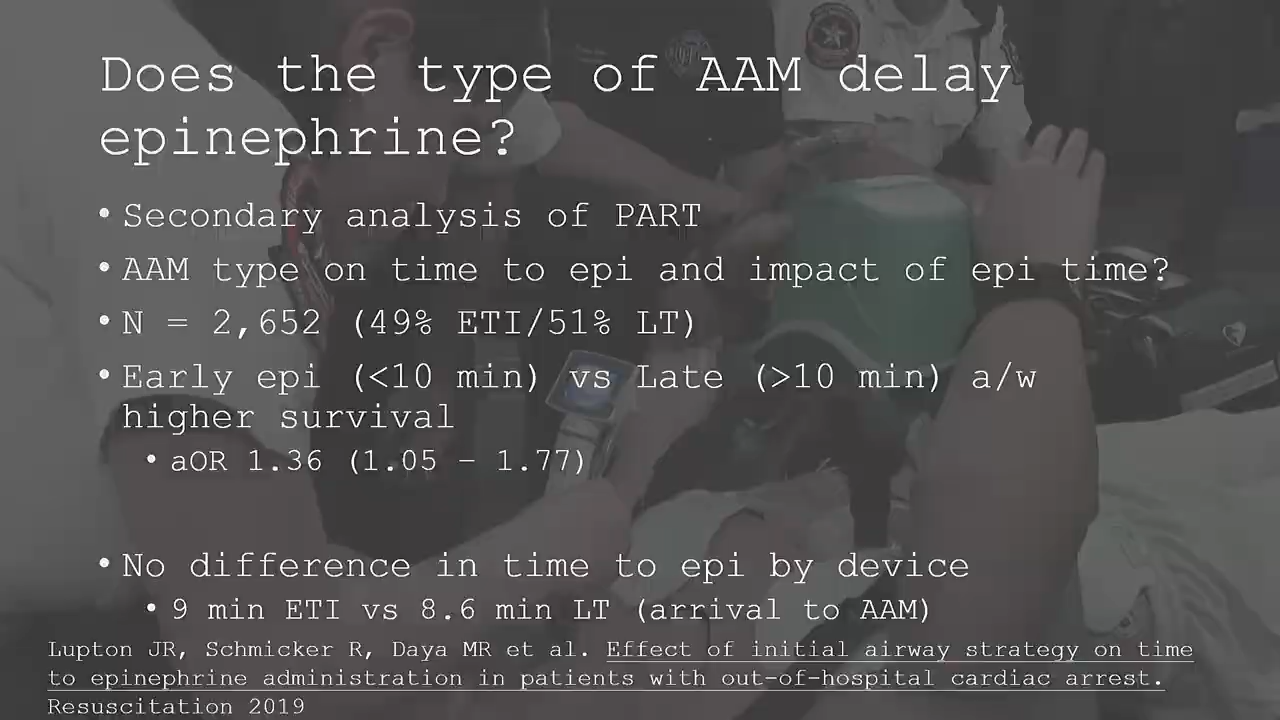 Does the type of AAM delay
epinephrine?
• Secondary analysis of PART
• AAM type on time to epi and impact of epi time?
• N = 2,652 (49% ETI/51% LT)
• Early epi (<10 min) vs Late (>10 min) a/w
higher survival
• aOR 1.36 (1.05 – 1.77)
• No difference in time to epi by device
• 9 min ETI vs 8.6 min LT (arrival to AAM)
Lupton JR, Schmicker R, Daya MR et al. Effect of initial airway strategy on time
to epinephrine administration in patients with out-of-hospital cardiac arrest.
Resuscitation 2019